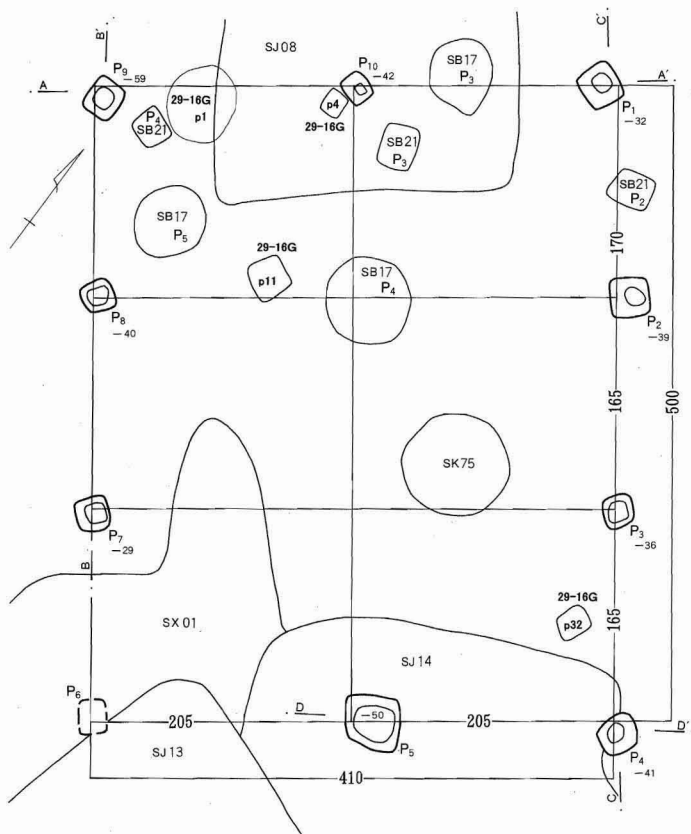 B'
C'
SJ08
P9
-59
P10
-42
SB17
P3
A
A'
29-16G
p1
p4
29-16G
P1
-32
P4
SB21
SB21
P3
SB21
P2
SB17
P5
170
29-16G
p11
SB17
P4
P8
-40
P2
-39
165
500
SK75
P7
-29
P3
-36
B
29-16G
p32
165
SX01
SJ14
P6
205
D
-50
205
D'
P5
SJ13
P4
-41
410
C